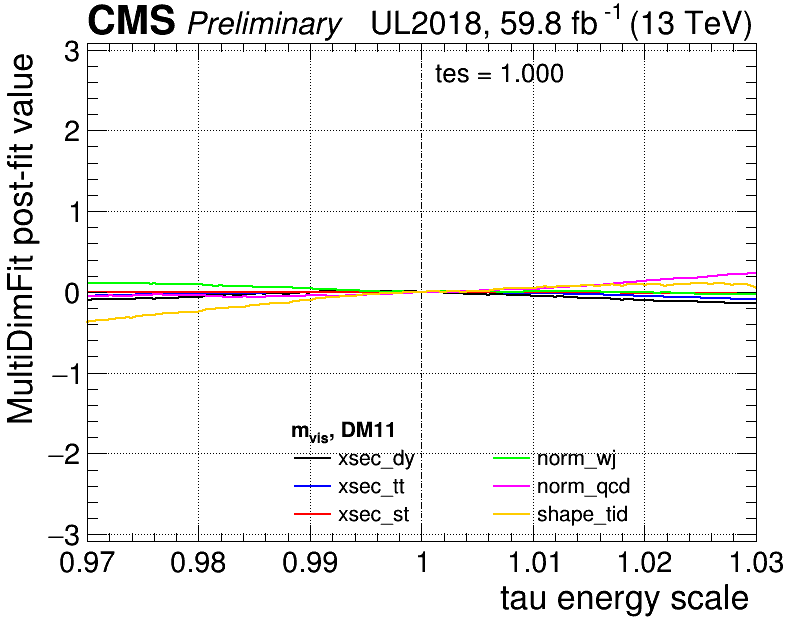 CMS Preliminary UL2018, 59.8 fb⁻¹ (13 TeV)
MultiDimFit post-fit value
3
2
1
0
−1
−2
−3
tes = 1.000
m_vis, DM11
xsec_dy norm_wj
xsec_tt norm_qcd
xsec_st shape_tid
0.97 0.98 0.99 1 1.01 1.02 1.03
tau energy scale